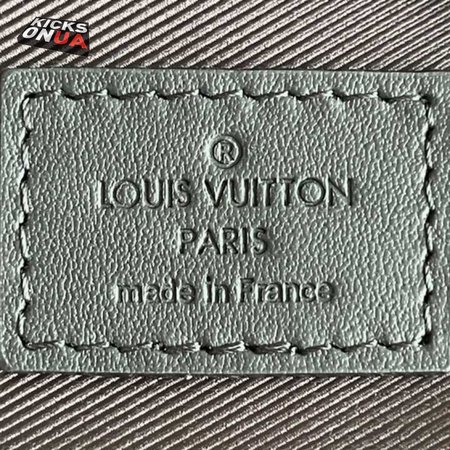 KICKS
ONUA
®
LOUIS VUITTON
PARIS
made in France